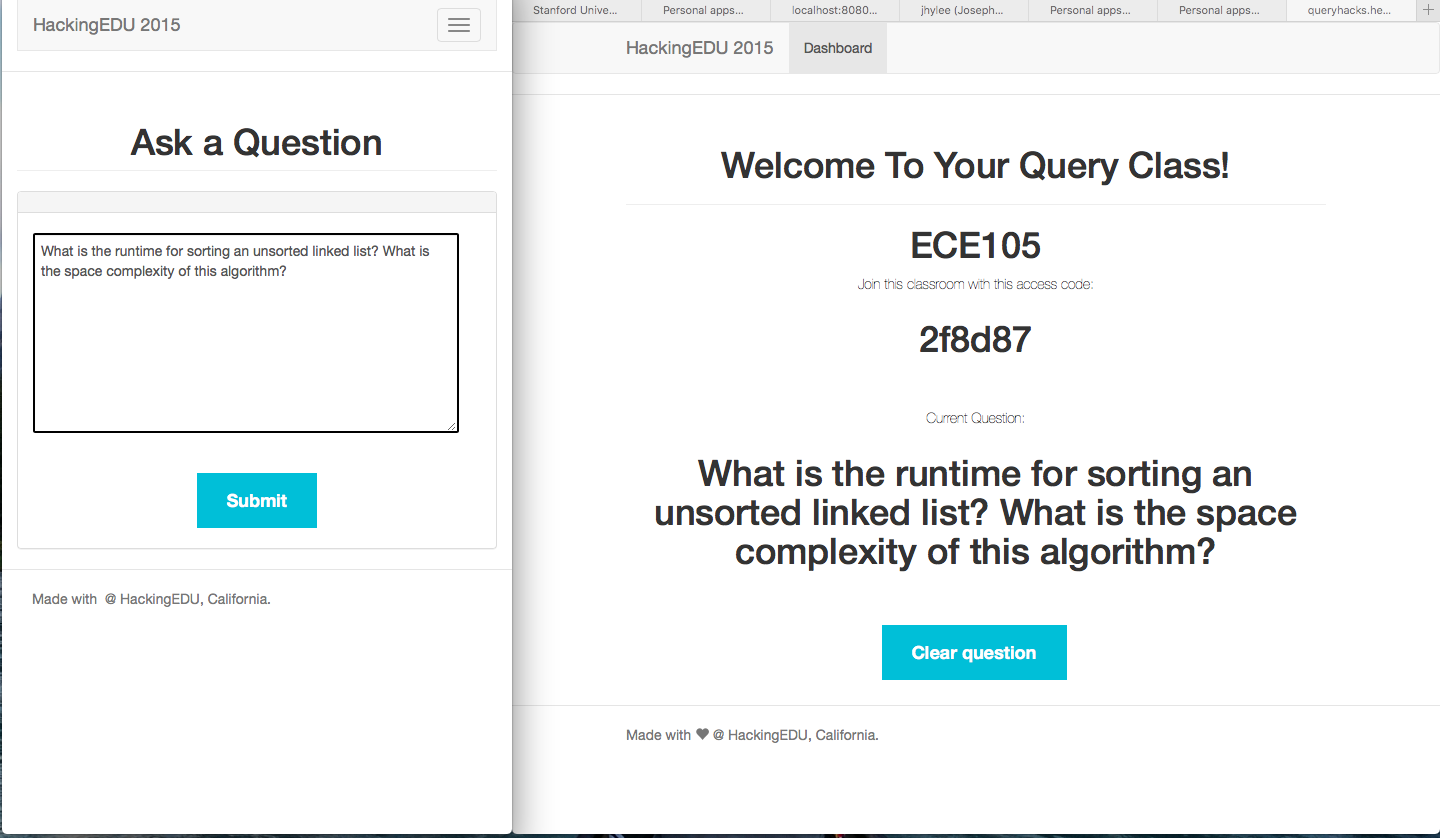 HackingEDU 2015
Ask a Question
What is the runtime for sorting an unsorted linked list? What is
the space complexity of this algorithm?
Submit
Made with @ HackingEDU, California.
Stanford Unive... Personal apps... localhost:8080... jhylee (Joseph... Personal apps... Personal apps... queryhacks.he...
HackingEDU 2015 Dashboard
Welcome To Your Query Class!
ECE105
Join this classroom with this access code:
2f8d87
Current Question:
What is the runtime for sorting an
unsorted linked list? What is the space
complexity of this algorithm?
Clear question
Made with ♥ @ HackingEDU, California.